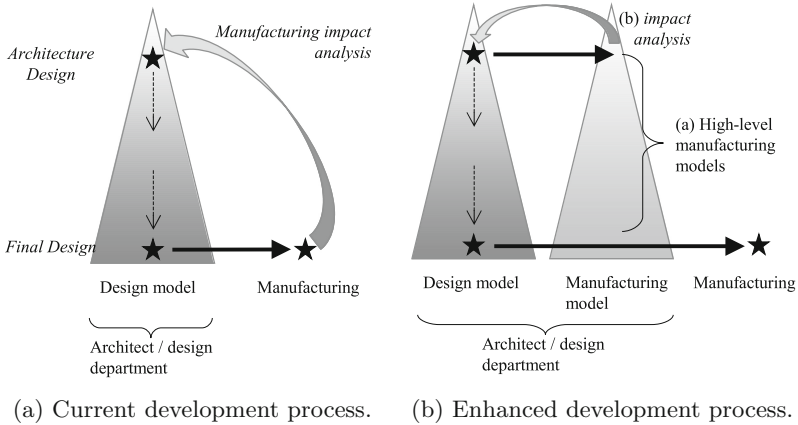 Manufacturing impact
analysis
Architecture
Design
Final Design
Design model
Manufacturing
Architect / design
department
(a) Current development process.
(b) impact
analysis
(a) High-level
manufacturing
models
Design model
Manufacturing
model
Manufacturing
Architect / design
department
(b) Enhanced development process.